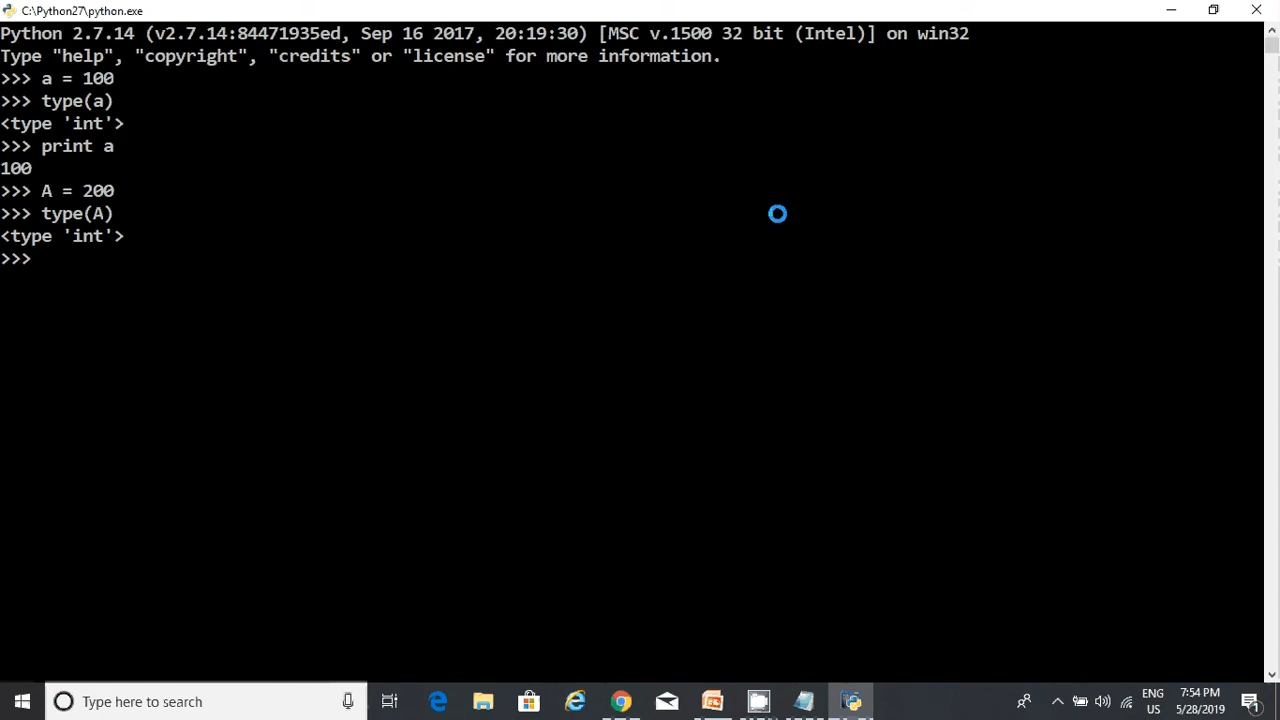 C:\Python27\python.exe
Python 2.7.14 (v2.7.14:84471935ed, Sep 16 2017, 20:19:30) [MSC v.1500 32 bit (Intel)] on win32
Type "help", "copyright", "credits" or "license" for more information.
>>> a = 100
>>> type(a)
<type 'int'>
>>> print a
100
>>> A = 200
>>> type(A)
<type 'int'>
>>>
Type here to search
ENG
US
7:54 PM
5/28/2019
1